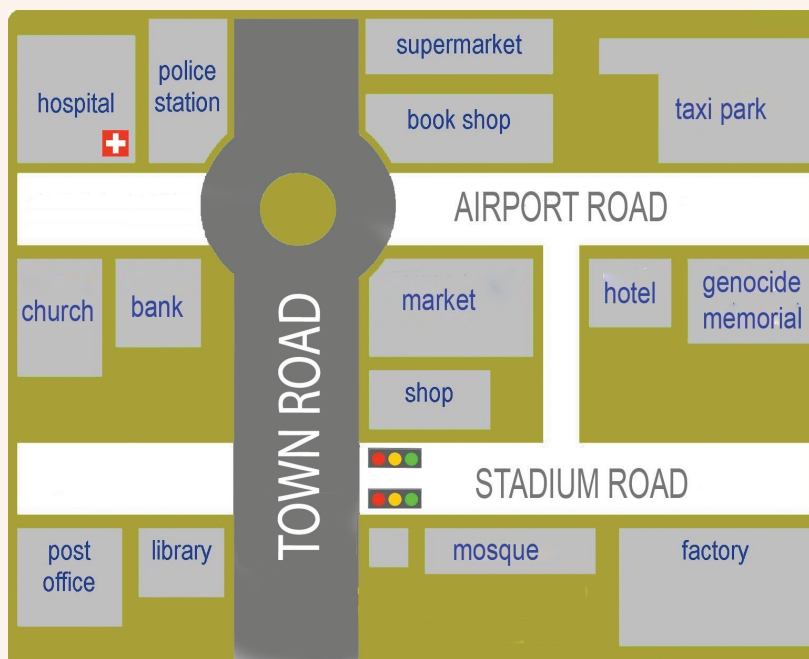 supermarket
police
station
hospital
book shop
taxi park
AIRPORT ROAD
church
bank
market
hotel
genocide
memorial
TOWN ROAD
shop
STADIUM ROAD
post
office
library
mosque
factory